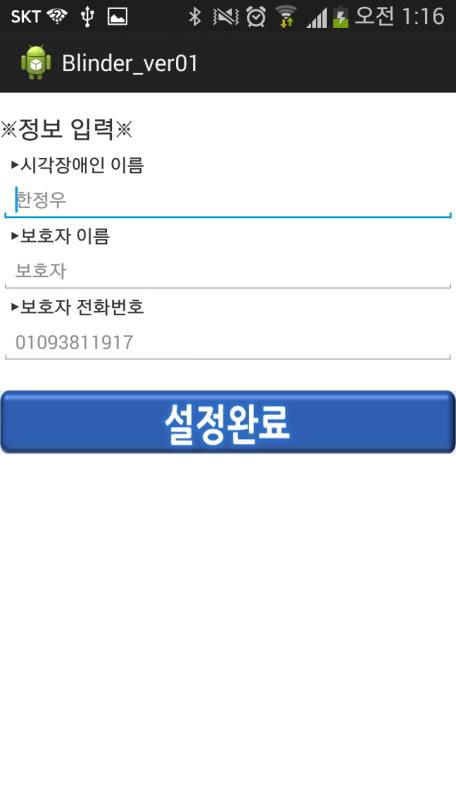 SKT 오전 1:16
Blinder_ver01
※정보 입력※
▶시각장애인 이름
한정우
▶보호자 이름
보호자
▶보호자 전화번호
01093811917
설정완료